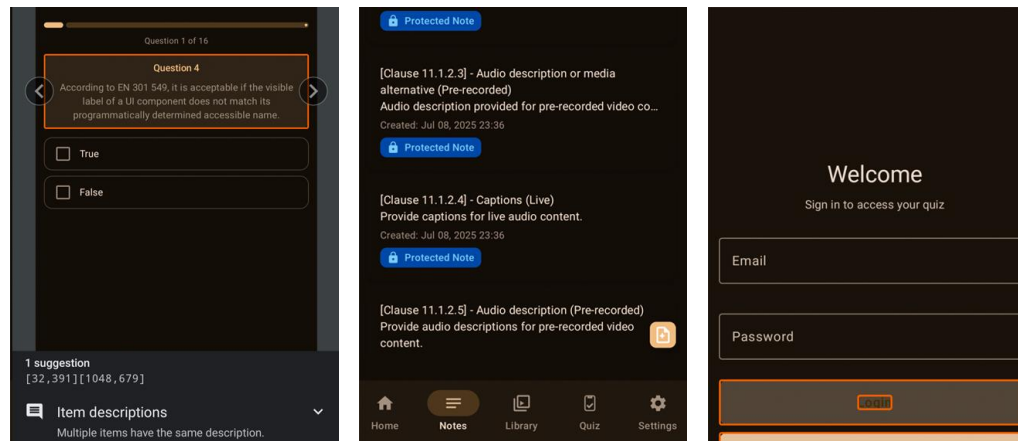 Question 1 of 16
Question 4
According to EN 301 549, it is acceptable if the visible
label of a UI component does not match its
programmatically determined accessible name.
True
False
1 suggestion
[32,391][1048,679]
Item descriptions
Multiple items have the same description.
Protected Note
[Clause 11.1.2.3] - Audio description or media
alternative (Pre-recorded)
Audio description provided for pre-recorded video co...
Created: Jul 08, 2025 23:36
Protected Note
[Clause 11.1.2.4] - Captions (Live)
Provide captions for live audio content.
Created: Jul 08, 2025 23:36
Protected Note
[Clause 11.1.2.5] - Audio description (Pre-recorded)
Provide audio descriptions for pre-recorded video
content.
Home
Notes
Library
Quiz
Settings
Welcome
Sign in to access your quiz
Email
Password
Login